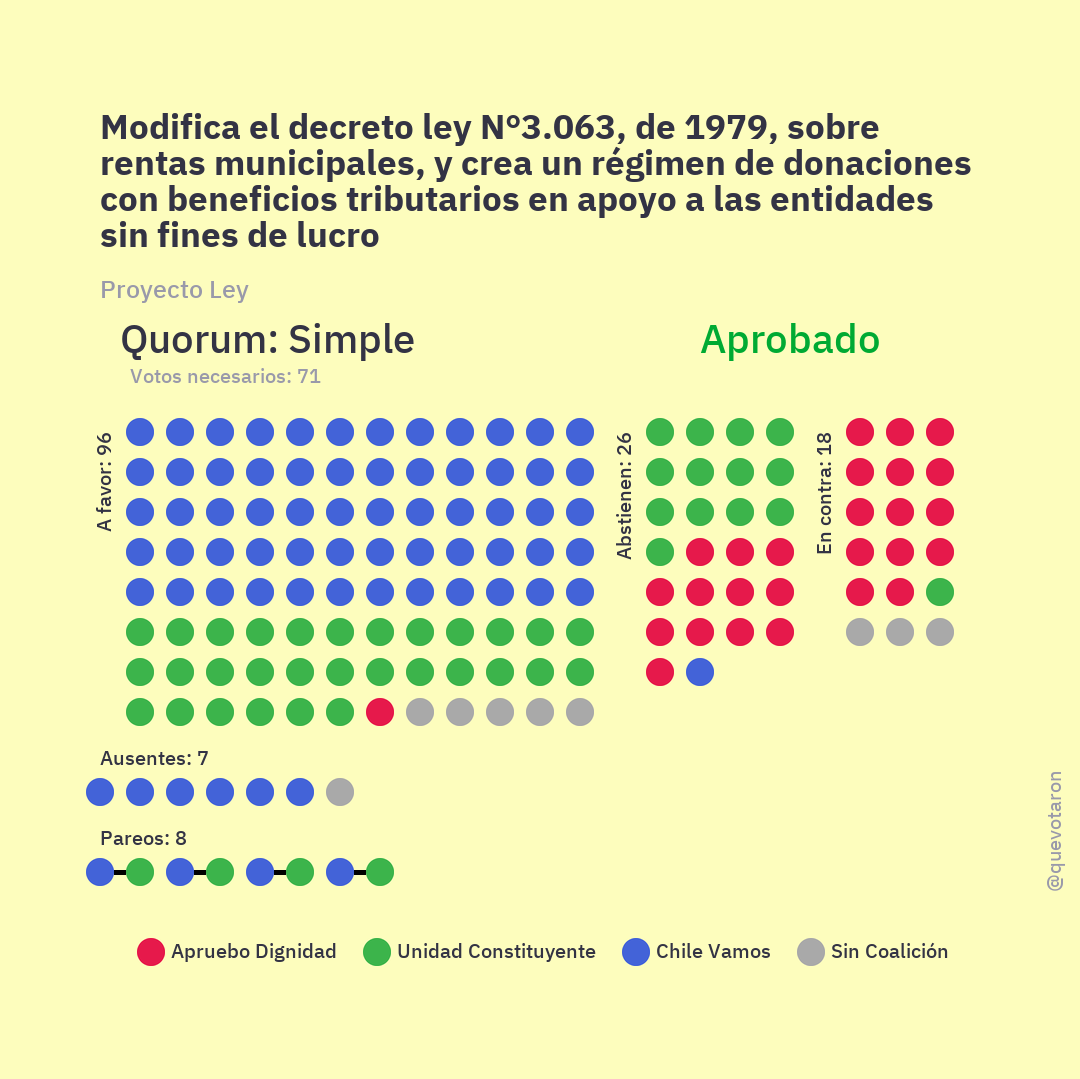 Modifica el decreto ley N°3.063, de 1979, sobre
rentas municipales, y crea un régimen de donaciones
con beneficios tributarios en apoyo a las entidades
sin fines de lucro
Proyecto Ley
Quorum: Simple
Aprobado
Votos necesarios: 71
A favor: 96
Abstienen: 26
En contra: 18
Ausentes: 7
Pareos: 8
@quevotaron
Apruebo Dignidad
Unidad Constituyente
Chile Vamos
Sin Coalición